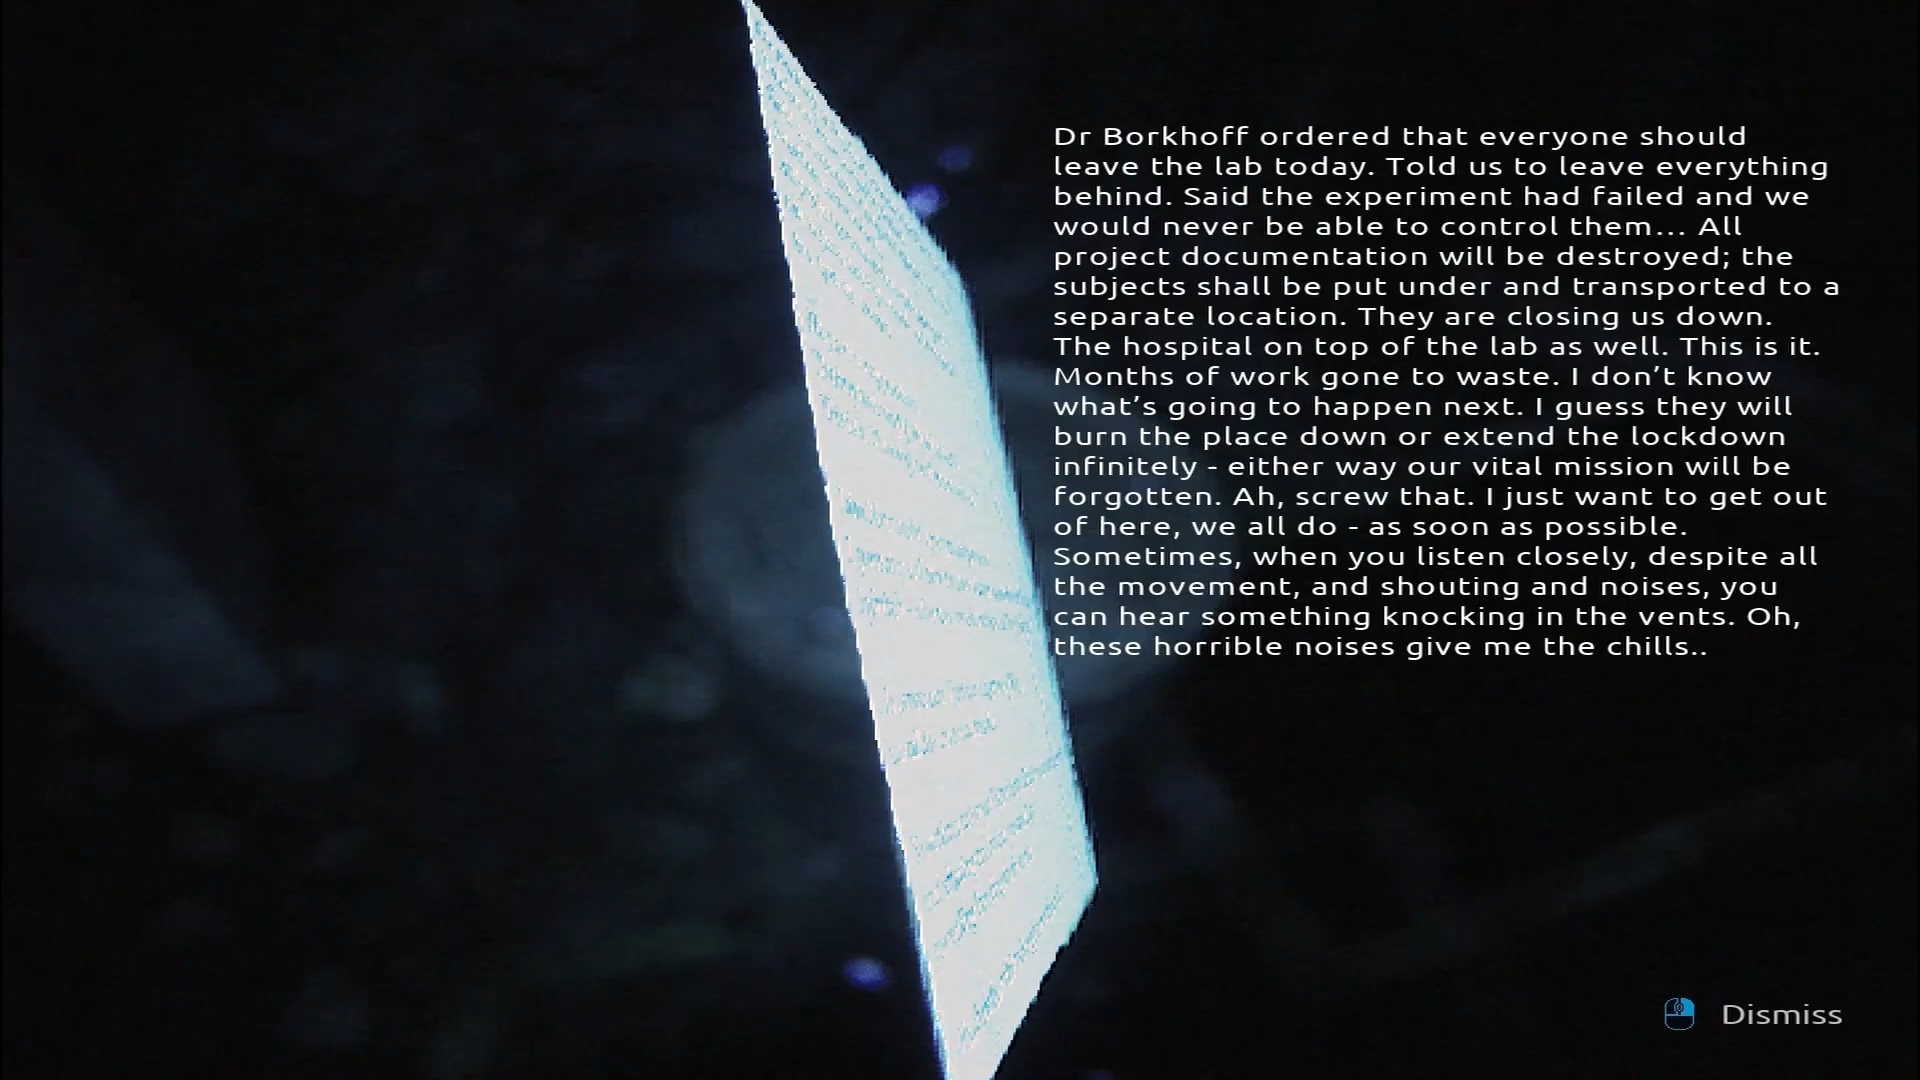 Dr Borkhoff ordered that everyone should
leave the lab today. Told us to leave everything
behind. Said the experiment had failed and we
would never be able to control them... All
project documentation will be destroyed; the
subjects shall be put under and transported to a
separate location. They are closing us down.
The hospital on top of the lab as well. This is it.
Months of work gone to waste. I don’t know
what’s going to happen next. I guess they will
burn the place down or extend the lockdown
infinitely - either way our vital mission will be
forgotten. Ah, screw that. I just want to get out
of here, we all do - as soon as possible.
Sometimes, when you listen closely, despite all
the movement, and shouting and noises, you
can hear something knocking in the vents. Oh,
these horrible noises give me the chills..
Dismiss